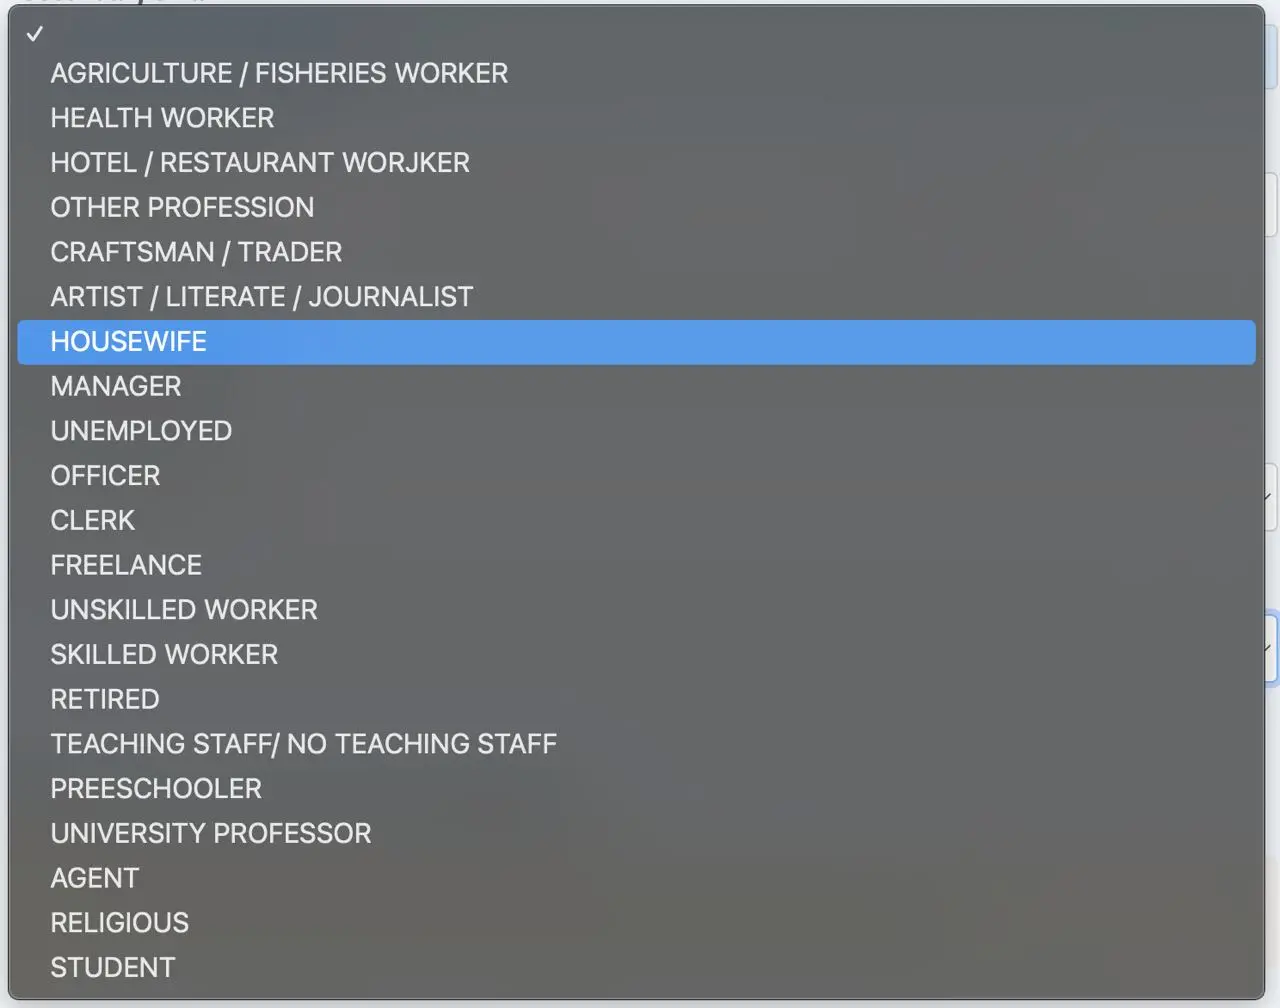 AGRICULTURE / FISHERIES WORKER
HEALTH WORKER
HOTEL / RESTAURANT WORJKER
OTHER PROFESSION
CRAFTSMAN / TRADER
ARTIST / LITERATE / JOURNALIST
HOUSEWIFE
MANAGER
UNEMPLOYED
OFFICER
CLERK
FREELANCE
UNSKILLED WORKER
SKILLED WORKER
RETIRED
TEACHING STAFF/ NO TEACHING STAFF
PREESCHOOLER
UNIVERSITY PROFESSOR
AGENT
RELIGIOUS
STUDENT